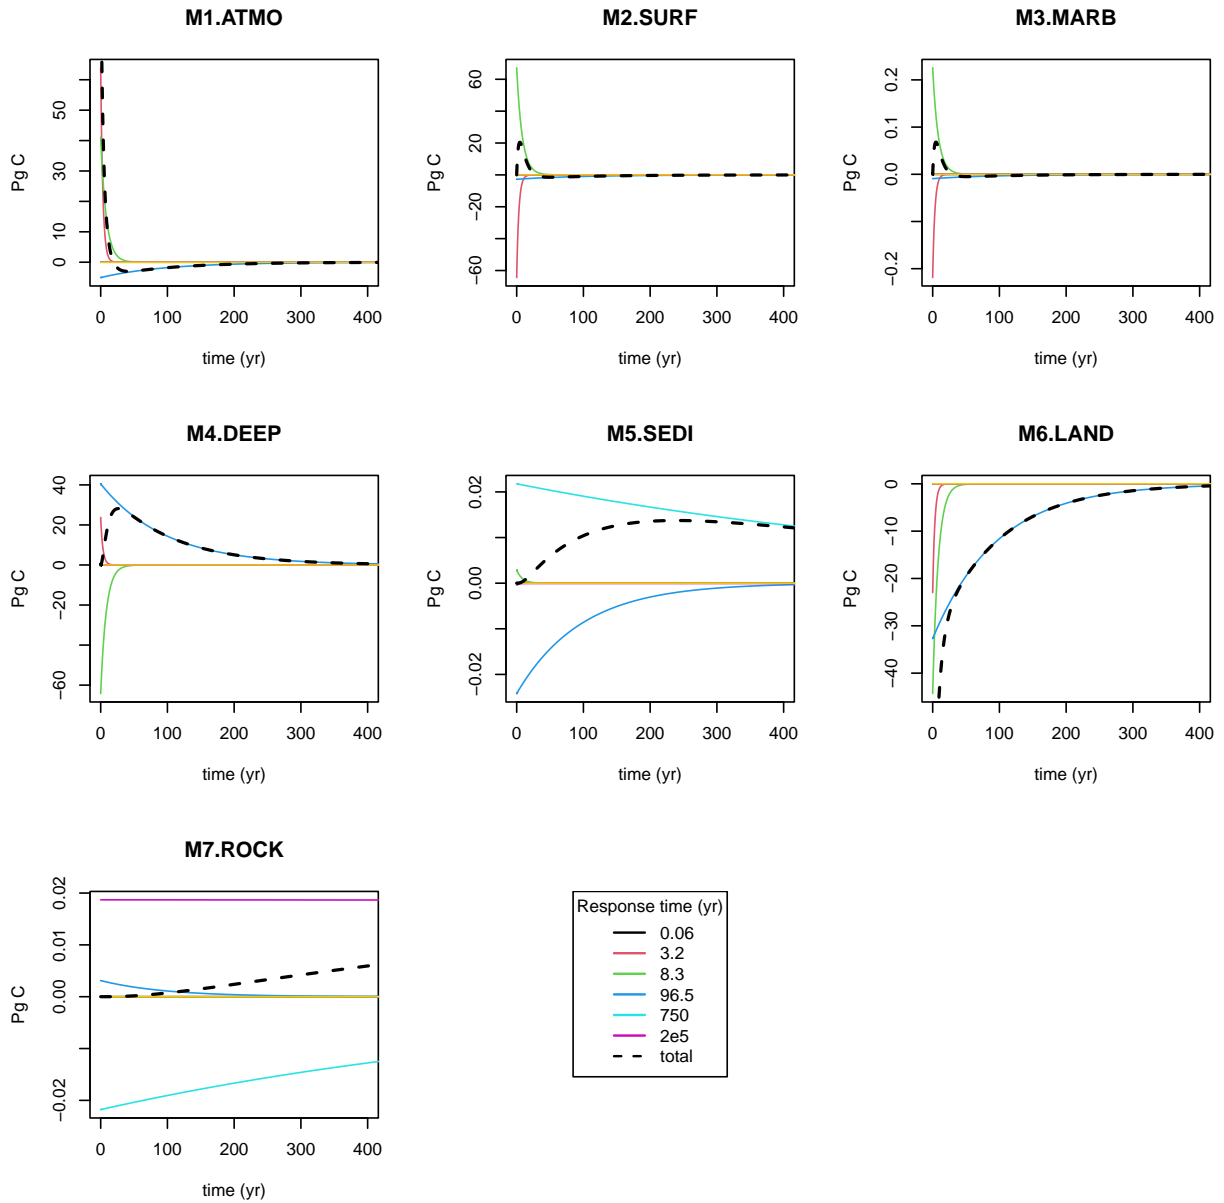 M1.ATMO
M2.SURF
M3.MARB
Pg C
0 10 30 50
0 100 200 300 400
time (yr)
Pg C
−60 −20 20 60
0 100 200 300 400
time (yr)
Pg C
−0.2 0.0 0.1 0.2
0 100 200 300 400
time (yr)
M4.DEEP
M5.SEDI
M6.LAND
Pg C
−60 −20 0 20 40
0 100 200 300 400
time (yr)
Pg C
−0.02 0.00 0.02
0 100 200 300 400
time (yr)
Pg C
−40 −30 −20 −10 0
0 100 200 300 400
time (yr)
M7.ROCK
Pg C
−0.02 0.00 0.01 0.02
0 100 200 300 400
time (yr)
Response time (yr)
0.06
3.2
8.3
96.5
750
2e5
total